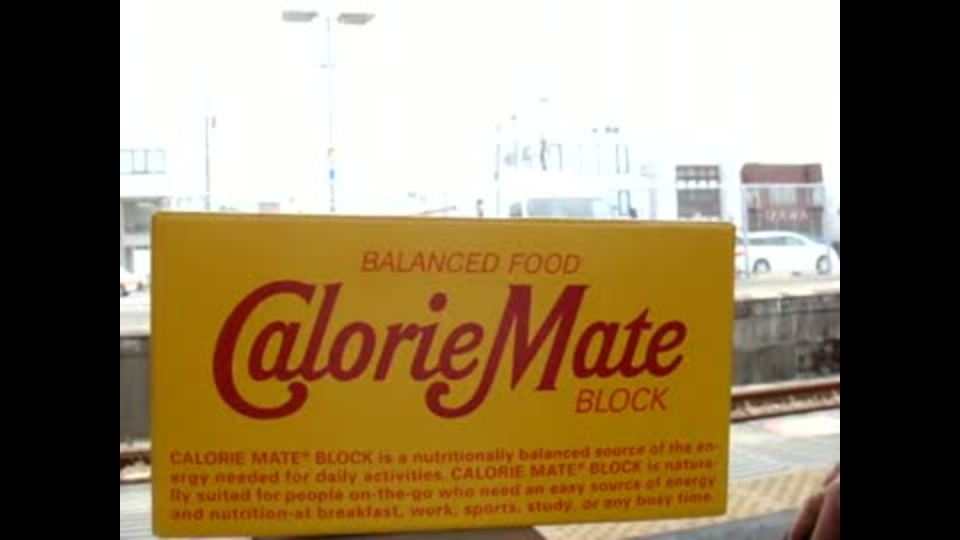 BALANCED FOOD
CalorieMate
BLOCK
CALORIE MATE® BLOCK is a nutritionally balanced source of the en-
ergy needed for daily activities. CALORIE MATE® BLOCK is natura-
lly suited for people on-the-go who need an easy source of energy
and nutrition-at breakfast, work, sports, study, or any busy time.